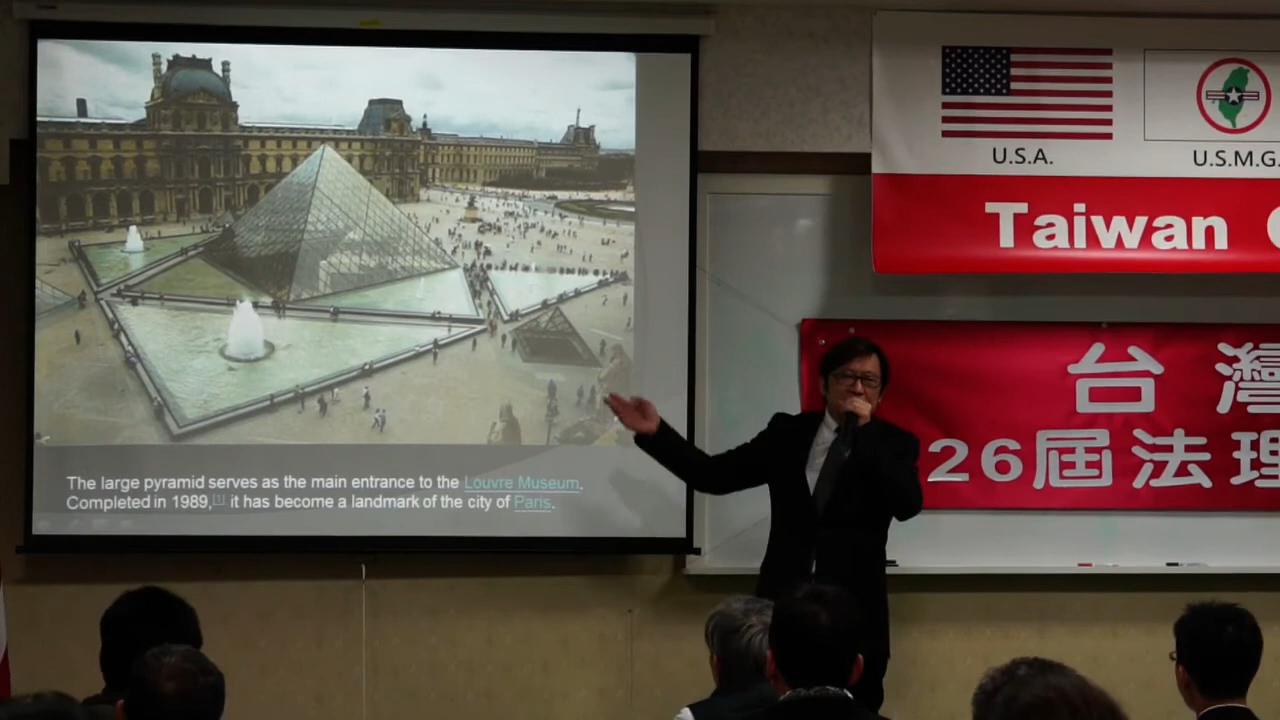 The large pyramid serves as the main entrance to the Louvre Museum.
Completed in 1989,[1] it has become a landmark of the city of Paris.
U.S.A.
U.S.M.G.
Taiwan
台灣
26屆法理